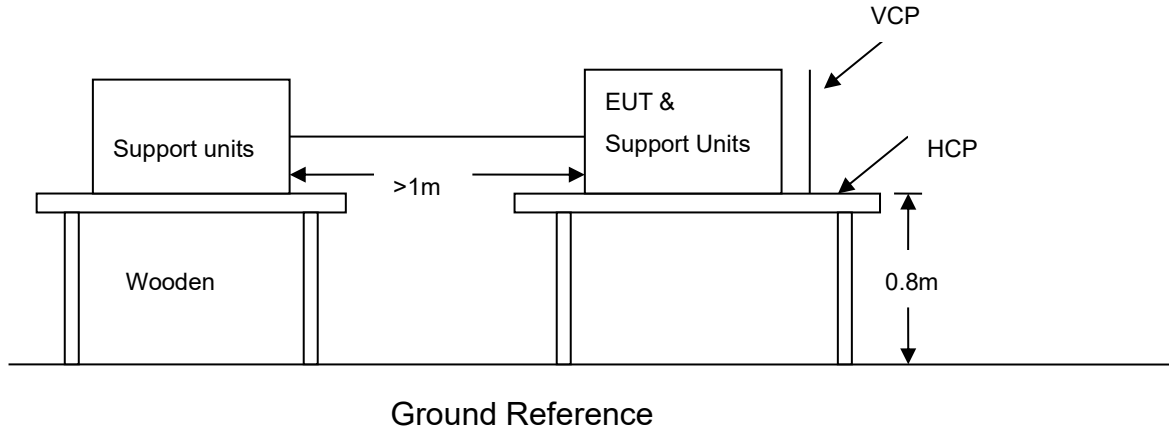 VCP
EUT &
Support Units
Support units
HCP
>1m
Wooden
0.8m
Ground Reference